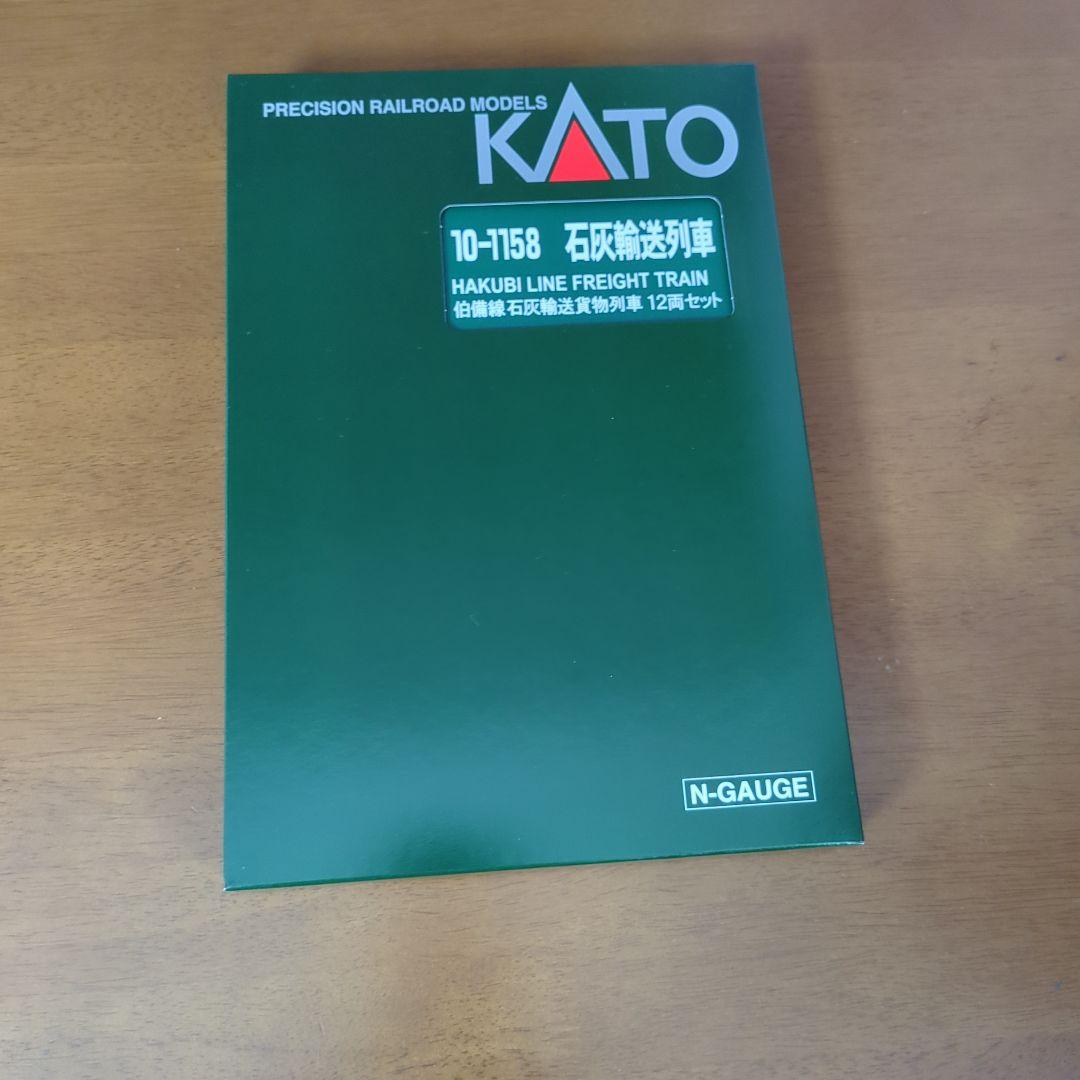 PRECISION RAILROAD MODELS
KATO
10-1158 石灰輸送列車
HAKUBI LINE FREIGHT TRAIN
伯備線石灰輸送貨物列車 12両セット
N-GAUGE